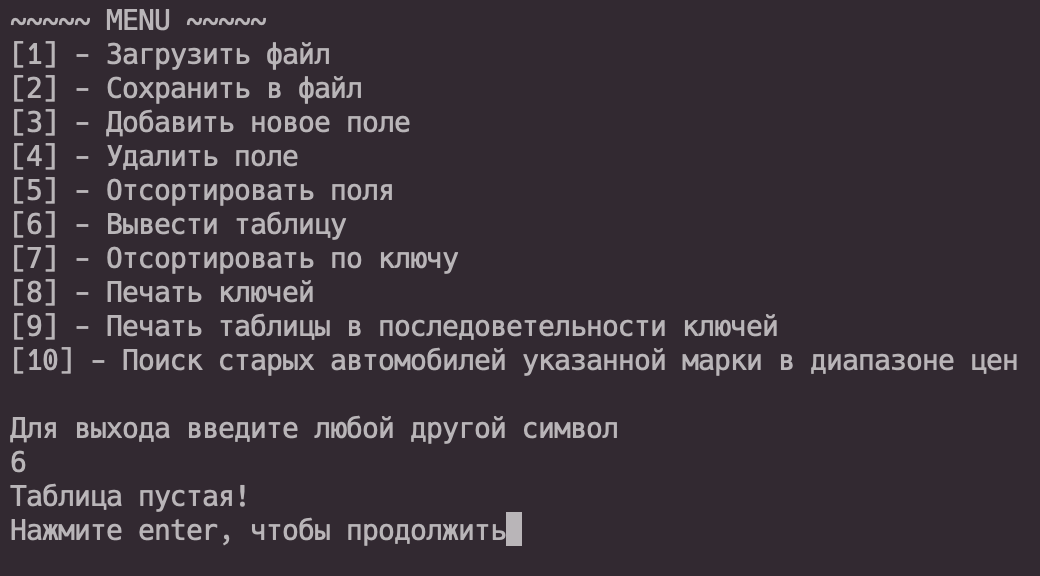 ~~~~~ MENU ~~~~~
[1] - Загрузить файл
[2] - Сохранить в файл
[3] - Добавить новое поле
[4] - Удалить поле
[5] - Отсортировать поля
[6] - Вывести таблицу
[7] - Отсортировать по ключу
[8] - Печать ключей
[9] - Печать таблицы в последоветельности ключей
[10] - Поиск старых автомобилей указанной марки в диапазоне цен
Для выхода введите любой другой символ
6
Таблица пустая!
Нажмите enter, чтобы продолжить